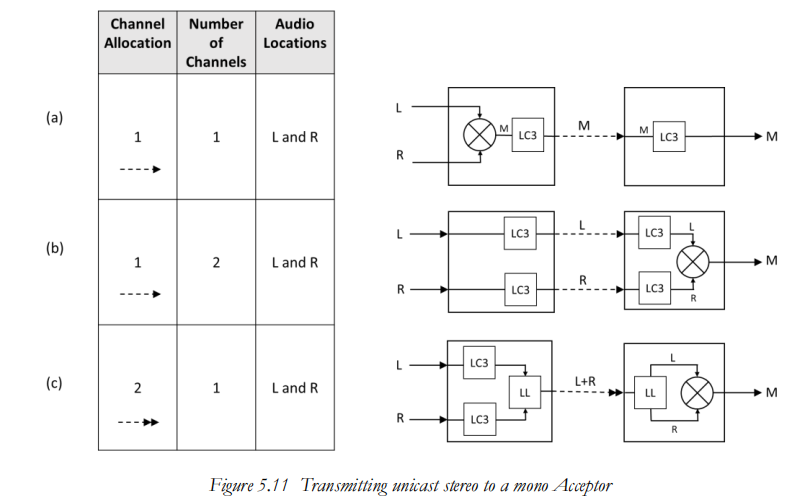 Channel Allocation
Number of Channels
Audio Locations
(a)
1
1
L and R
L
R
M
LC3
M
M
LC3
M
(b)
1
2
L and R
L
R
LC3
LC3
L
R
LC3
LC3
L
R
M
(c)
2
1
L and R
L
R
LC3
LC3
LL
L+R
LL
L
R
M
Figure 5.11 Transmitting unicast stereo to a mono Acceptor